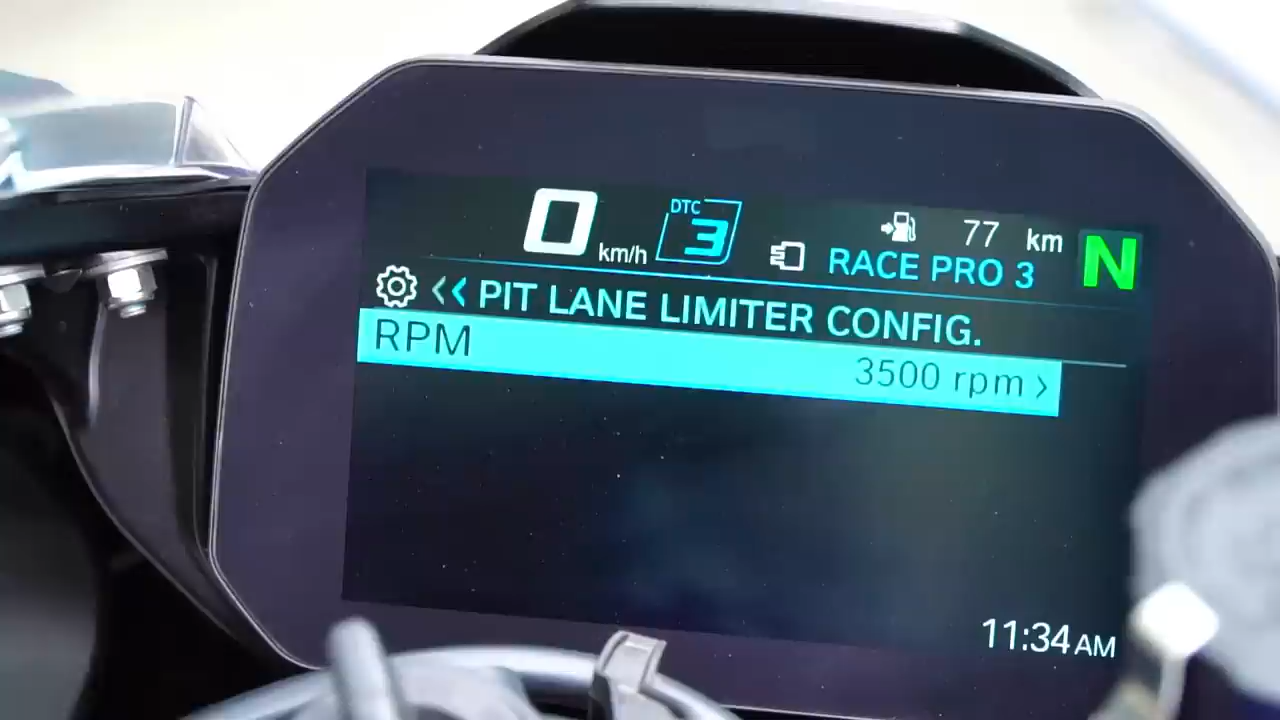 0 km/h
DTC 3
77 km
N
RACE PRO 3
<< PIT LANE LIMITER CONFIG.
RPM 3500 rpm >
11:34 AM